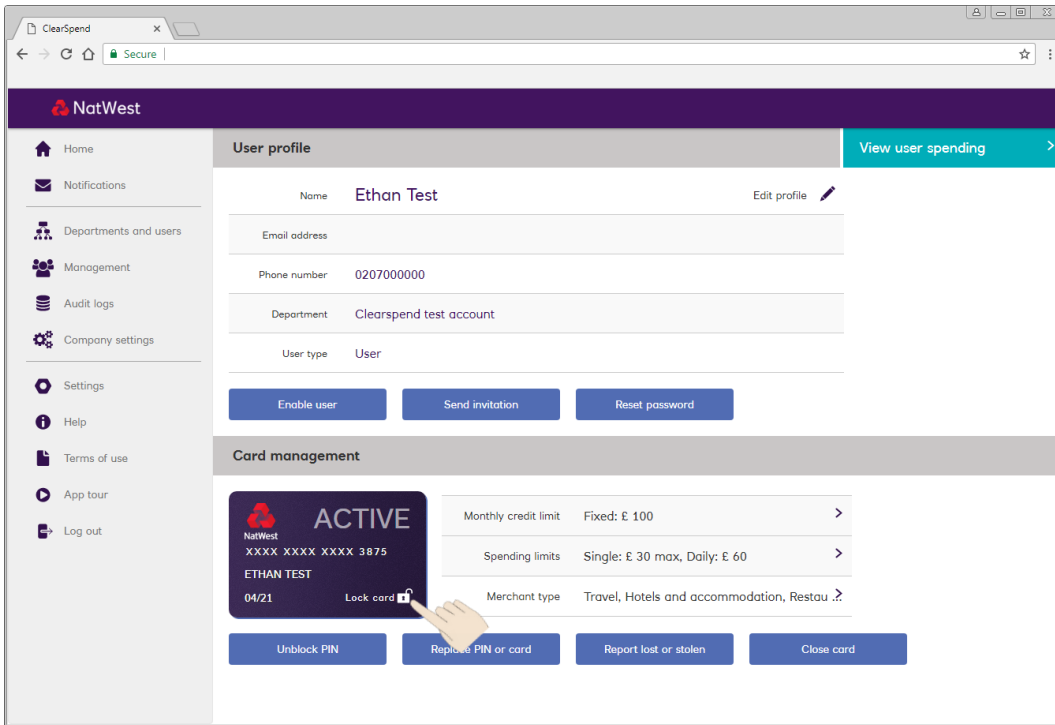 ClearSpend
Secure
NatWest
Home
Notifications
Departments and users
Management
Audit logs
Company settings
Settings
Help
Terms of use
App tour
Log out
User profile
View user spending
Name Ethan Test Edit profile
Email address
Phone number 0207000000
Department Clearspend test account
User type User
Enable user Send invitation Reset password
Card management
ACTIVE
NatWest
XXXX XXXX XXXX 3875
ETHAN TEST
04/21 Lock card
Monthly credit limit Fixed: £ 100
Spending limits Single: £ 30 max, Daily: £ 60
Merchant type Travel, Hotels and accommodation, Restau ...
Unblock PIN Replace PIN or card Report lost or stolen Close card